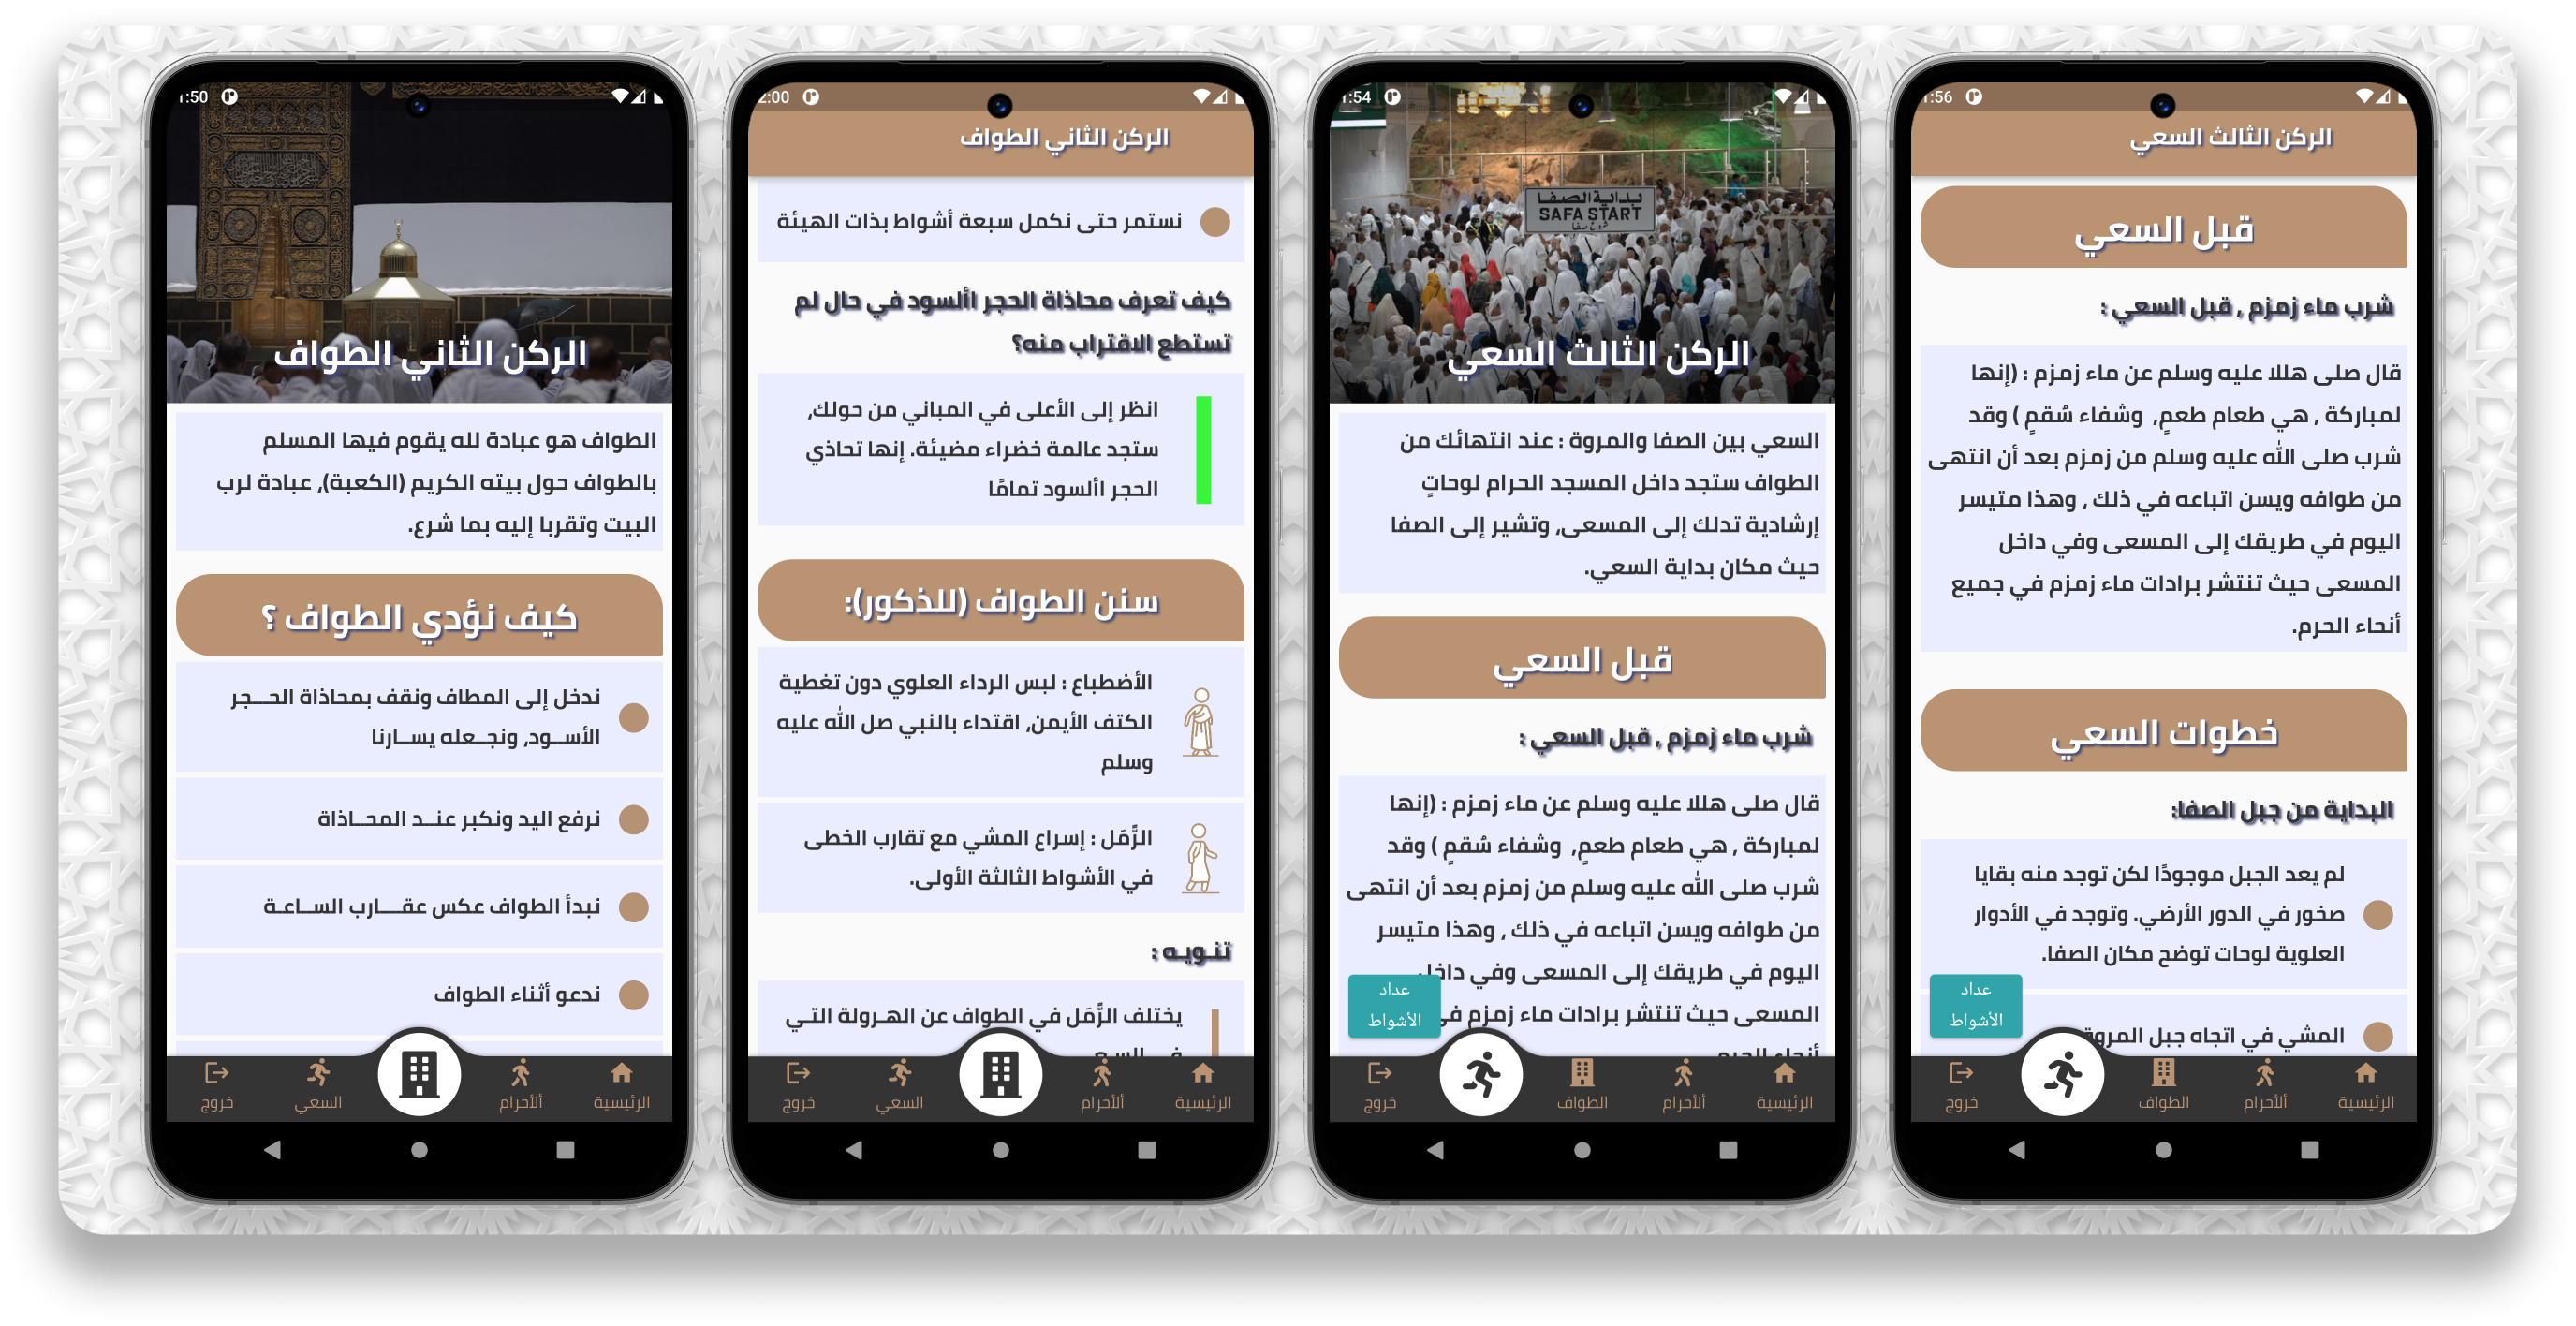 1:50
الركن الثاني الطواف
الطواف هو عبادة لله يقوم فيها المسلم
بالطواف حول بيته الكريم (الكعبة)، عبادة لرب
البيت وتقربا إليه بما شرع.
كيف نؤدي الطواف ؟
ندخل إلى المطاف ونقف بمحاذاة الحـــجر
الأســود، ونجــعله يســارنا
نرفع اليد ونكبر عنــد المحــاذاة
نبدأ الطواف عكس عقـــارب الســاعـة
ندعو أثناء الطواف
الرئيسية
ألأحرام
السعي
خروج
2:00
الركن الثاني الطواف
نستمر حتى نكمل سبعة أشواط بذات الهيئة
كيف تعرف محاذاة الحجر األسود في حال لم
تستطع الاقتراب منه؟
انظر إلى الأعلى في المباني من حولك،
ستجد عالمة خضراء مضيئة. إنها تحاذي
الحجر األسود تمامًا
سنن الطواف (للذكور):
الأضطباع : لبس الرداء العلوي دون تغطية
الكتف الأيمن، اقتداء بالنبي صل الله عليه
وسلم
الرَّمَل : إسراع المشي مع تقارب الخطى
في الأشواط الثالثة الأولى.
تنـويـه :
يختلف الرَّمَل في الطواف عن الهـرولة التـي
الرئيسية
ألأحرام
السعي
خروج
1:54
بداية الصفا
SAFA START
الركن الثالث السعي
السعي بين الصفا والمروة : عند انتهائك من
الطواف ستجد داخل المسجد الحرام لوحاتٍ
إرشادية تدلك إلى المسعى، وتشير إلى الصفا
حيث مكان بداية السعي.
قبل السعي
شرب ماء زمزم , قبل السعي :
قال صلى هللا عليه وسلم عن ماء زمزم : (إنها
لمباركة , هي طعام طعمٍ, وشفاء سُقمٍ ) وقد
شرب صلى الله عليه وسلم من زمزم بعد أن انتهى
من طوافه ويسن اتباعه في ذلك , وهذا متيسر
اليوم في طريقك إلى المسعى وفي داخل
المسعى حيث تنتشر برادات ماء زمزم في
أنحاء الحرم
عداد
الأشواط
الرئيسية
ألأحرام
الطواف
خروج
1:56
الركن الثالث السعي
قبل السعي
شرب ماء زمزم , قبل السعي :
قال صلى هللا عليه وسلم عن ماء زمزم : (إنها
لمباركة , هي طعام طعمٍ, وشفاء سُقمٍ ) وقد
شرب صلى الله عليه وسلم من زمزم بعد أن انتهى
من طوافه ويسن اتباعه في ذلك , وهذا متيسر
اليوم في طريقك إلى المسعى وفي داخل
المسعى حيث تنتشر برادات ماء زمزم في جميع
أنحاء الحرم.
خطوات السعي
البداية من جبل الصفا:
لم يعد الجبل موجودًا لكن توجد منه بقايا
صخور في الدور الأرضي. وتوجد في الأدوار
العلوية لوحات توضح مكان الصفا.
المشي في اتجاه جبل المروة
عداد
الأشواط
الرئيسية
ألأحرام
الطواف
خروج